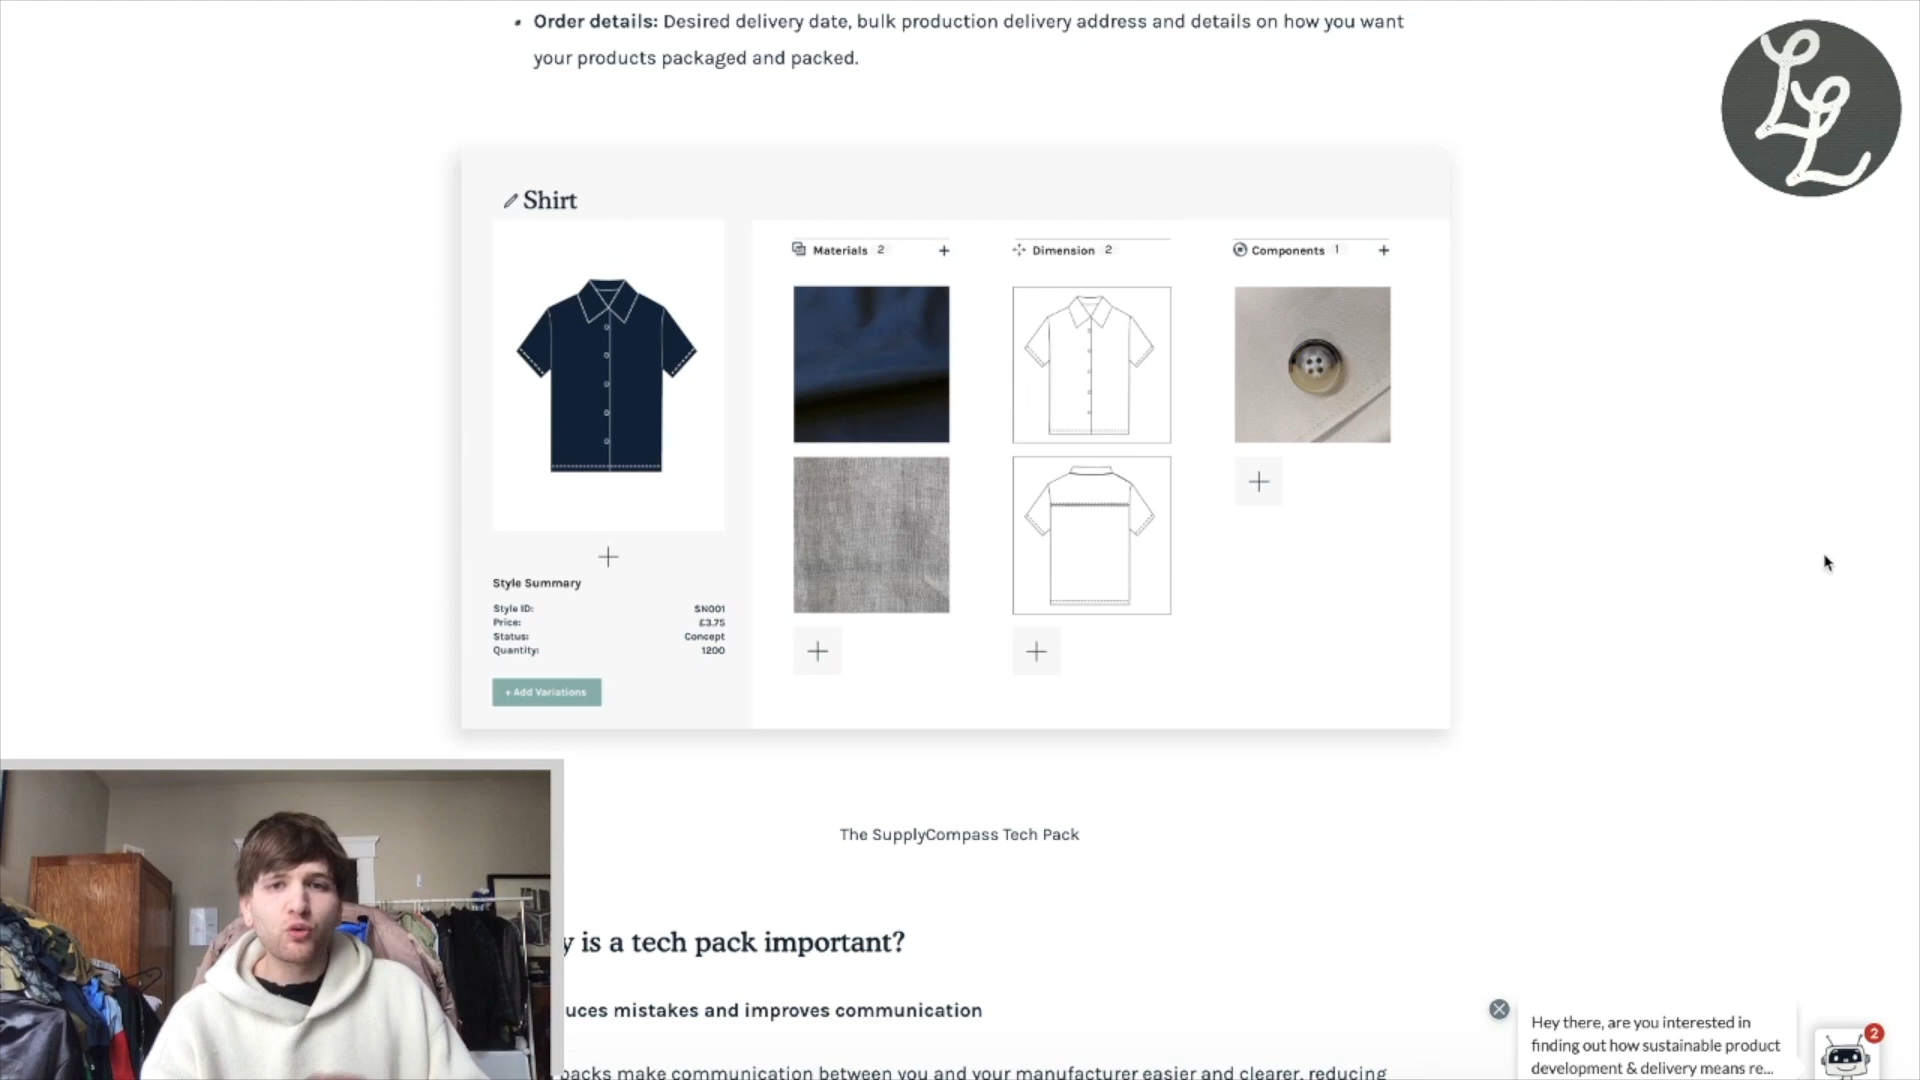 Order details: Desired delivery date, bulk production delivery address and details on how you want
your products packaged and packed.
LLL
Shirt
Materials 2 +
Dimension 2
Components 1 +
Style Summary
Style ID: SN001
Price: £3.75
Status: Concept
Quantity: 1200
+ Add Variations
The SupplyCompass Tech Pack
y is a tech pack important?
uces mistakes and improves communication
packs make communication between you and your manufacturer easier and clearer, reducing
Hey there, are you interested in
finding out how sustainable product
development & delivery means re...
2